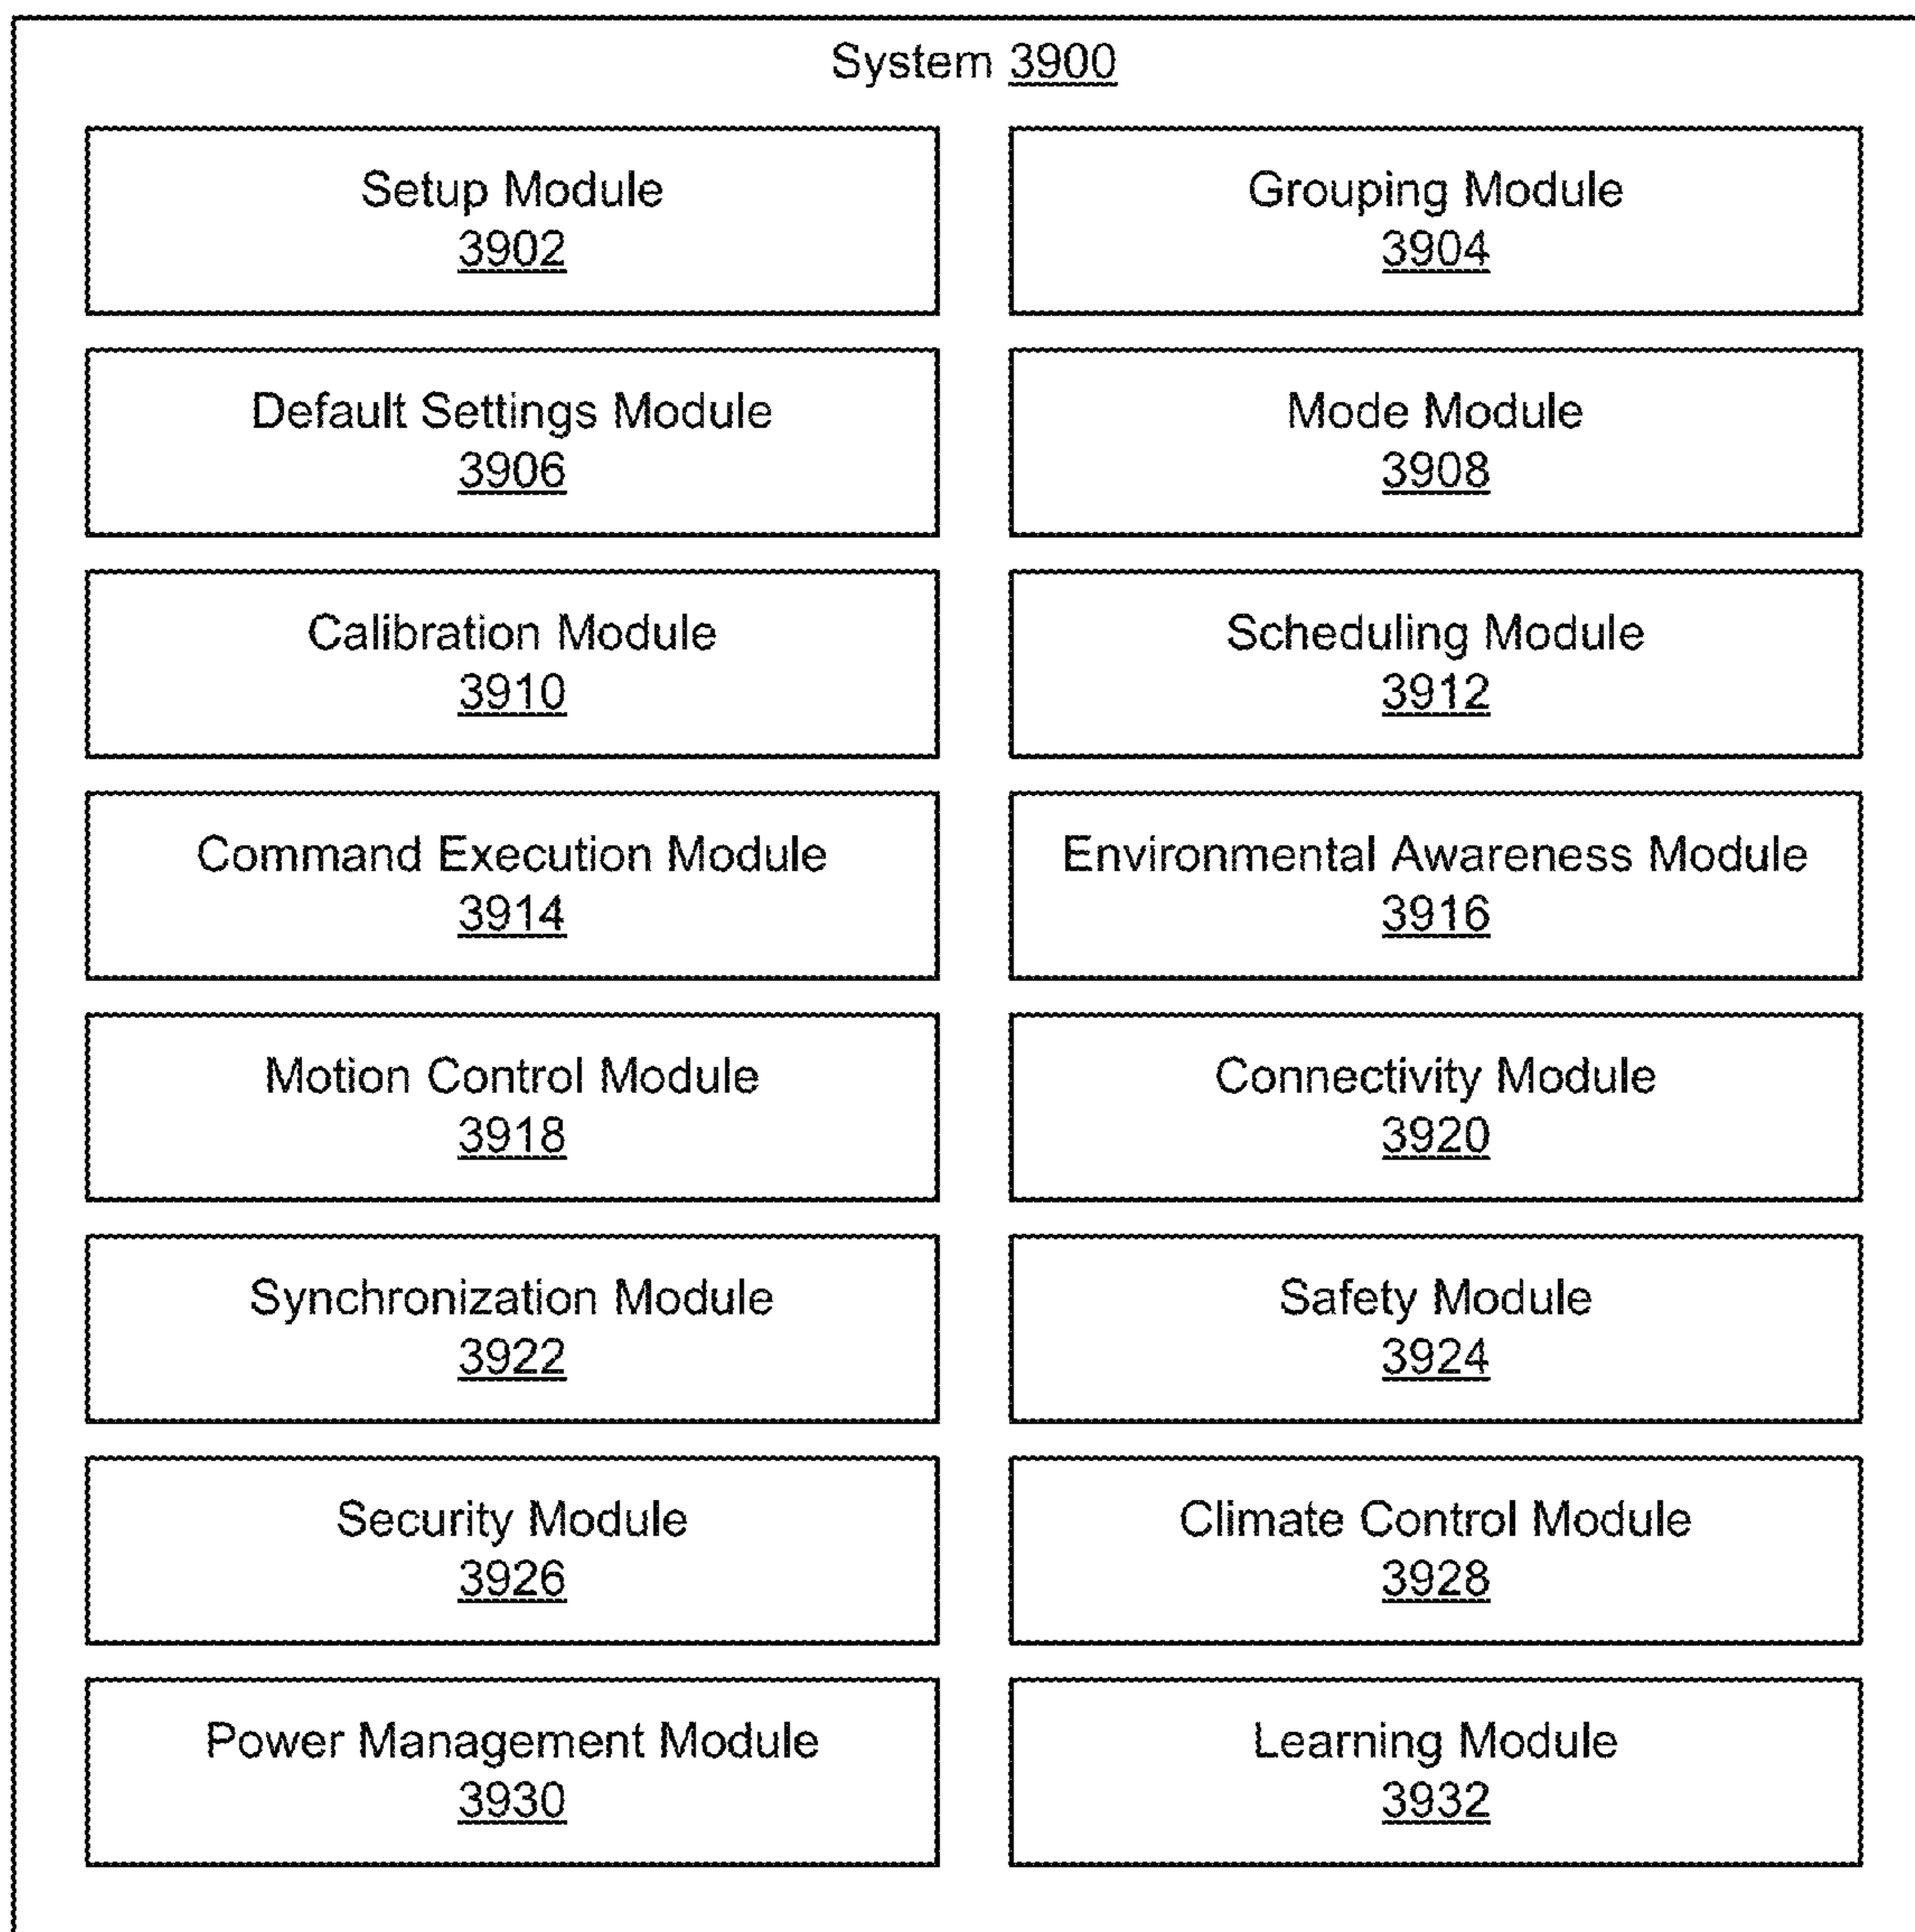 System 3900
Setup Module
3902
Grouping Module
3904
Default Settings Module
3906
Mode Module
3908
Calibration Module
3910
Scheduling Module
3912
Command Execution Module
3914
Environmental Awareness Module
3916
Motion Control Module
3918
Connectivity Module
3920
Synchronization Module
3922
Safety Module
3924
Security Module
3926
Climate Control Module
3928
Power Management Module
3930
Learning Module
3932